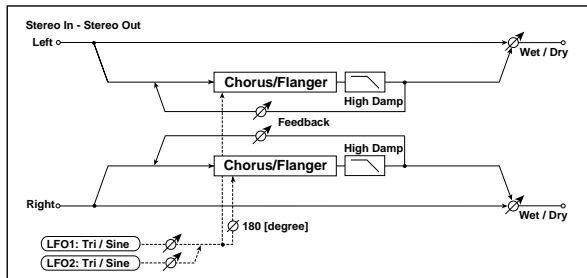 Stereo In - Stereo Out
Left
Wet / Dry
Chorus/Flanger
High Damp
Feedback
High Damp
Chorus/Flanger
Right
Wet / Dry
180 [degree]
LFO1: Tri / Sine
LFO2: Tri / Sine